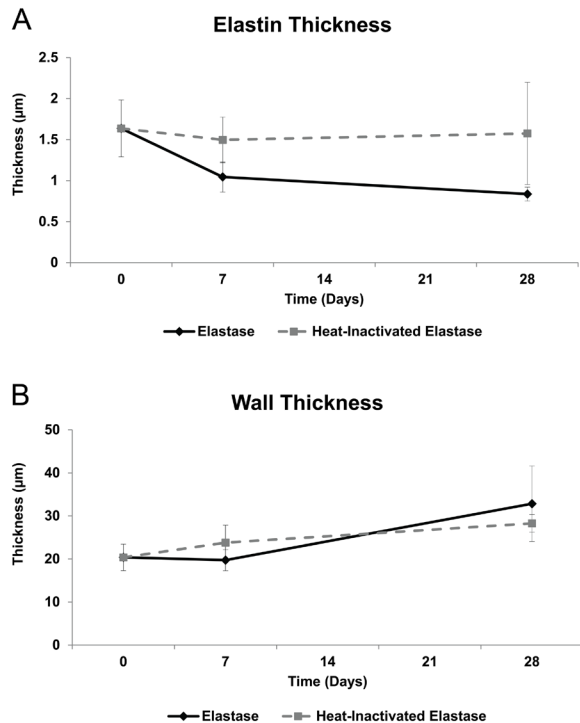 A
Elastin Thickness
2.5
2
1.5
1
0.5
0
Thickness (µm)
0 7 14 21 28
Time (Days)
Elastase Heat-Inactivated Elastase
B
Wall Thickness
50
40
30
20
10
0
Thickness (µm)
0 7 14 21 28
Time (Days)
Elastase Heat-Inactivated Elastase